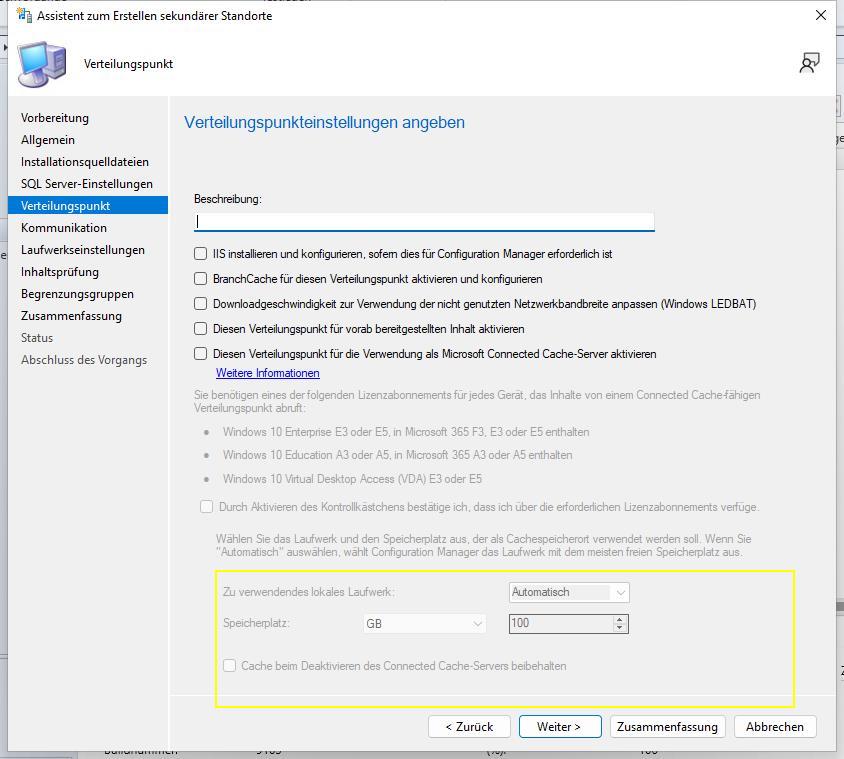 Assistent zum Erstellen sekundärer Standorte
Verteilungspunkt
Vorbereitung
Allgemein
Installationsquelldateien
SQL Server-Einstellungen
Verteilungspunkt
Kommunikation
Laufwerkseinstellungen
Inhaltsprüfung
Begrenzungsgruppen
Zusammenfassung
Status
Abschluss des Vorgangs
Verteilungspunkteinstellungen angeben
Beschreibung:
IIS installieren und konfigurieren, sofern dies für Configuration Manager erforderlich ist
BranchCache für diesen Verteilungspunkt aktivieren und konfigurieren
Downloadgeschwindigkeit zur Verwendung der nicht genutzten Netzwerkbandbreite anpassen (Windows LEDBAT)
Diesen Verteilungspunkt für vorab bereitgestellten Inhalt aktivieren
Diesen Verteilungspunkt für die Verwendung als Microsoft Connected Cache-Server aktivieren
Weitere Informationen
Sie benötigen eines der folgenden Lizenzabonnements für jedes Gerät, das Inhalte von einem Connected Cache-fähigen
Verteilungspunkt abruft:
• Windows 10 Enterprise E3 oder E5, in Microsoft 365 F3, E3 oder E5 enthalten
• Windows 10 Education A3 oder A5, in Microsoft 365 A3 oder A5 enthalten
• Windows 10 Virtual Desktop Access (VDA) E3 oder E5
Durch Aktivieren des Kontrollkästchens bestätige ich, dass ich über die erforderlichen Lizenzabonnements verfüge.
Wählen Sie das Laufwerk und den Speicherplatz aus, der als Cachespeicherort verwendet werden soll. Wenn Sie
"Automatisch" auswählen, wählt Configuration Manager das Laufwerk mit dem meisten freien Speicherplatz aus.
Zu verwendendes lokales Laufwerk: Automatisch
Speicherplatz: GB 100
Cache beim Deaktivieren des Connected Cache-Servers beibehalten
< Zurück Weiter > Zusammenfassung Abbrechen